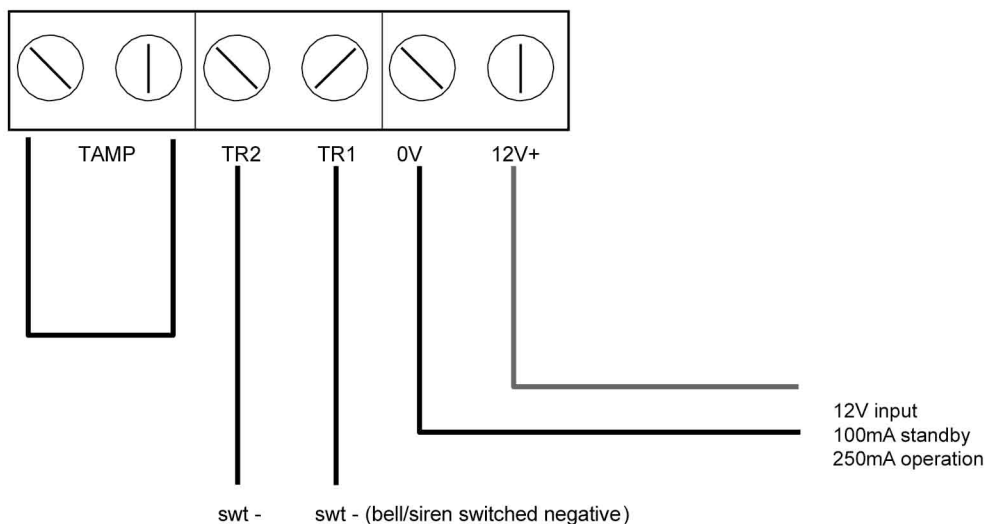 TAMP TR2 TR1 0V 12V+
12V input
100mA standby
250mA operation
swt - swt - (bell/siren switched negative)